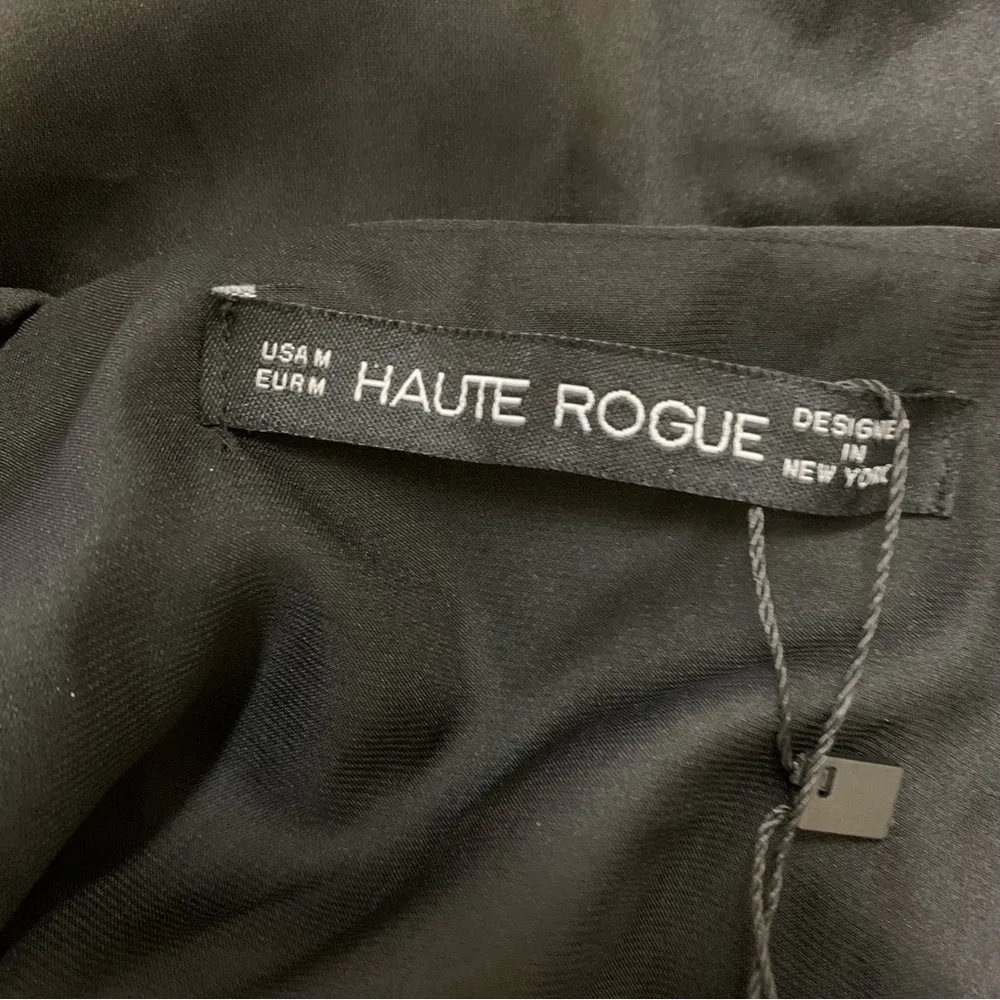 USA M
EUR M
HAUTE ROGUE
DESIGNE
IN
NEW YORK